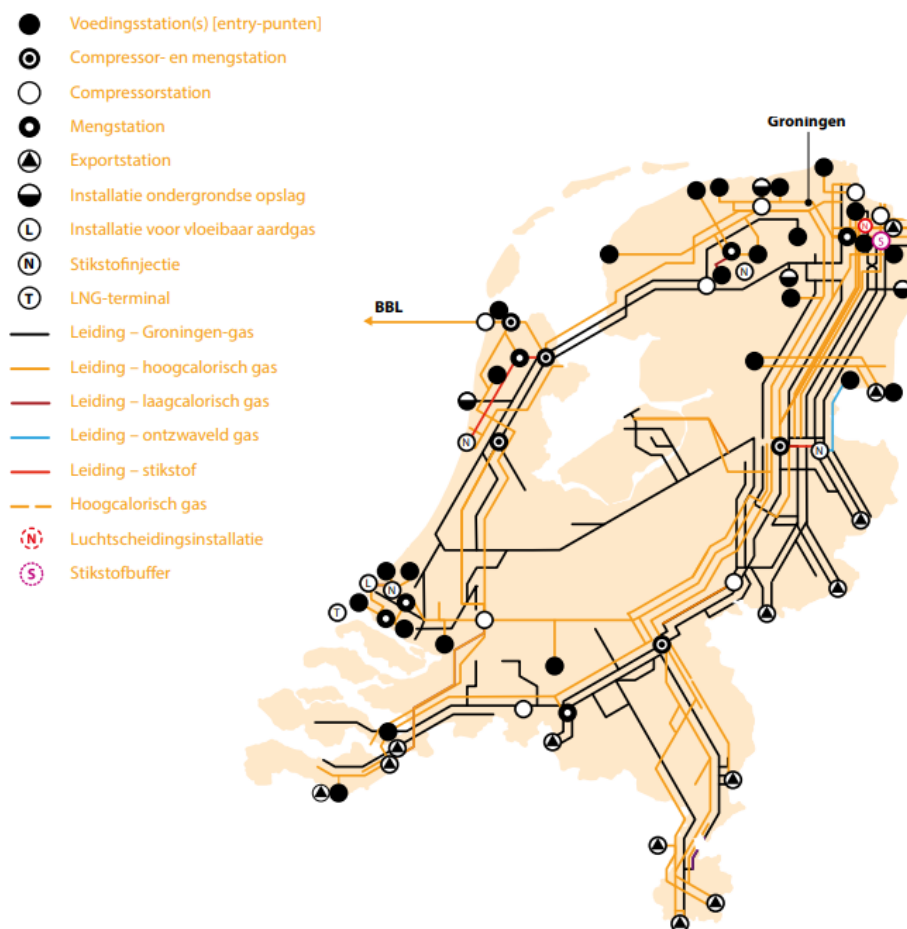 Voedingsstation(s) [entry-punten]
Compressor- en mengstation
Compressorstation
Mengstation
Exportstation
Installatie ondergrondse opslag
L Installatie voor vloeibaar aardgas
N Stikstofinjectie
T LNG-terminal
Leiding – Groningen-gas
Leiding – hoogcalorisch gas
Leiding – laagcalorisch gas
Leiding – ontzwaveld gas
Leiding – stikstof
Hoogcalorisch gas
N Luchtscheidingsinstallatie
S Stikstofbuffer
Groningen
N
S
N
BBL
N
N
L
N
T